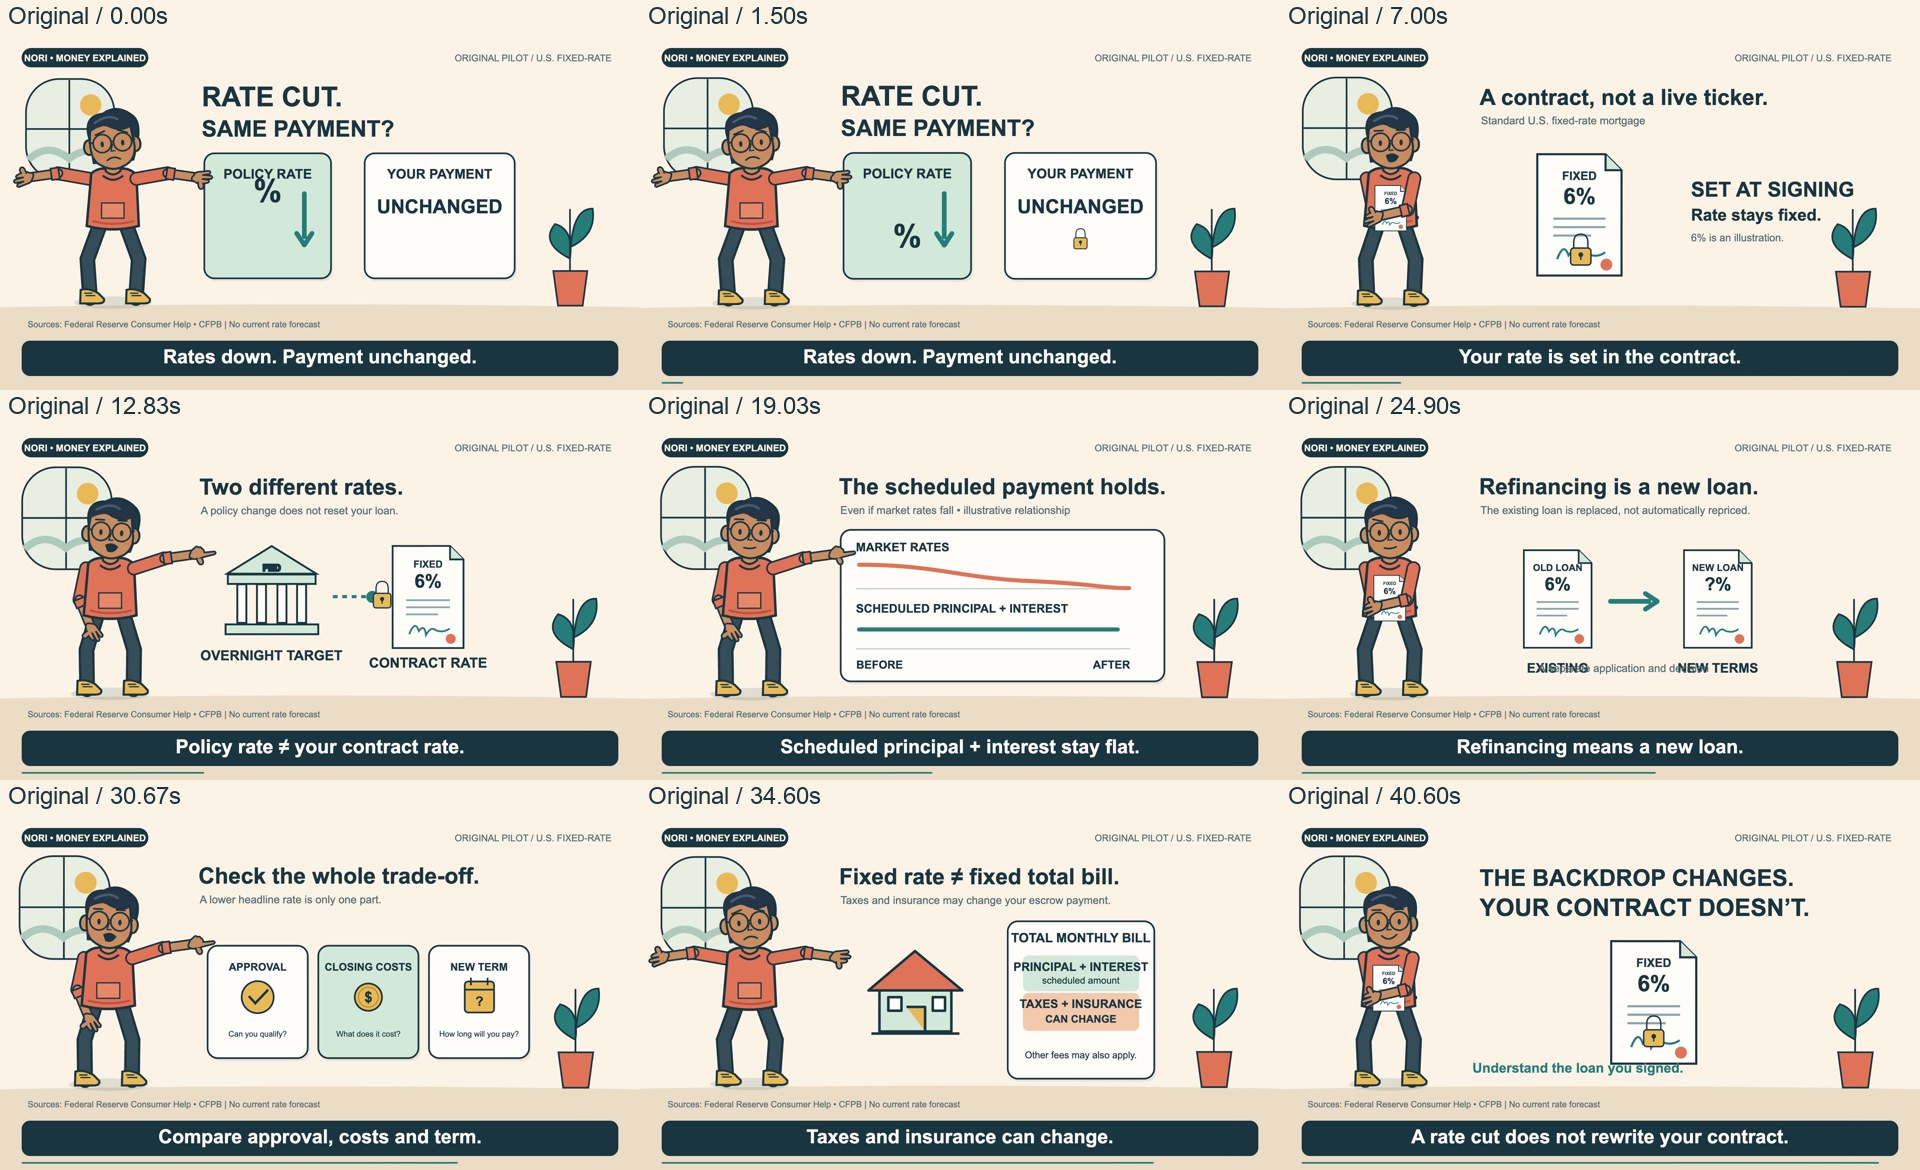 Original / 0.00s
NORI • MONEY EXPLAINED
ORIGINAL PILOT / U.S. FIXED-RATE
RATE CUT.
SAME PAYMENT?
POLICY RATE
%
YOUR PAYMENT
UNCHANGED
Sources: Federal Reserve Consumer Help • CFPB | No current rate forecast
Rates down. Payment unchanged.
Original / 1.50s
NORI • MONEY EXPLAINED
ORIGINAL PILOT / U.S. FIXED-RATE
RATE CUT.
SAME PAYMENT?
POLICY RATE
%
YOUR PAYMENT
UNCHANGED
Sources: Federal Reserve Consumer Help • CFPB | No current rate forecast
Rates down. Payment unchanged.
Original / 7.00s
NORI • MONEY EXPLAINED
ORIGINAL PILOT / U.S. FIXED-RATE
A contract, not a live ticker.
Standard U.S. fixed-rate mortgage
FIXED
6%
FIXED
6%
SET AT SIGNING
Rate stays fixed.
6% is an illustration.
Sources: Federal Reserve Consumer Help • CFPB | No current rate forecast
Your rate is set in the contract.
Original / 12.83s
NORI • MONEY EXPLAINED
ORIGINAL PILOT / U.S. FIXED-RATE
Two different rates.
A policy change does not reset your loan.
FIXED
6%
OVERNIGHT TARGET
CONTRACT RATE
Sources: Federal Reserve Consumer Help • CFPB | No current rate forecast
Policy rate ≠ your contract rate.
Original / 19.03s
NORI • MONEY EXPLAINED
ORIGINAL PILOT / U.S. FIXED-RATE
The scheduled payment holds.
Even if market rates fall • illustrative relationship
MARKET RATES
SCHEDULED PRINCIPAL + INTEREST
BEFORE
AFTER
Sources: Federal Reserve Consumer Help • CFPB | No current rate forecast
Scheduled principal + interest stay flat.
Original / 24.90s
NORI • MONEY EXPLAINED
ORIGINAL PILOT / U.S. FIXED-RATE
Refinancing is a new loan.
The existing loan is replaced, not automatically repriced.
FIXED
6%
OLD LOAN
6%
NEW LOAN
?%
EXISTING
application and
NEW TERMS
Sources: Federal Reserve Consumer Help • CFPB | No current rate forecast
Refinancing means a new loan.
Original / 30.67s
NORI • MONEY EXPLAINED
ORIGINAL PILOT / U.S. FIXED-RATE
Check the whole trade-off.
A lower headline rate is only one part.
APPROVAL
Can you qualify?
CLOSING COSTS
$
What does it cost?
NEW TERM
?
How long will you pay?
Sources: Federal Reserve Consumer Help • CFPB | No current rate forecast
Compare approval, costs and term.
Original / 34.60s
NORI • MONEY EXPLAINED
ORIGINAL PILOT / U.S. FIXED-RATE
Fixed rate ≠ fixed total bill.
Taxes and insurance may change your escrow payment.
TOTAL MONTHLY BILL
PRINCIPAL + INTEREST
scheduled amount
TAXES + INSURANCE
CAN CHANGE
Other fees may also apply.
Sources: Federal Reserve Consumer Help • CFPB | No current rate forecast
Taxes and insurance can change.
Original / 40.60s
NORI • MONEY EXPLAINED
ORIGINAL PILOT / U.S. FIXED-RATE
THE BACKDROP CHANGES.
YOUR CONTRACT DOESN'T.
FIXED
6%
FIXED
6%
Understand the loan you signed.
Sources: Federal Reserve Consumer Help • CFPB | No current rate forecast
A rate cut does not rewrite your contract.